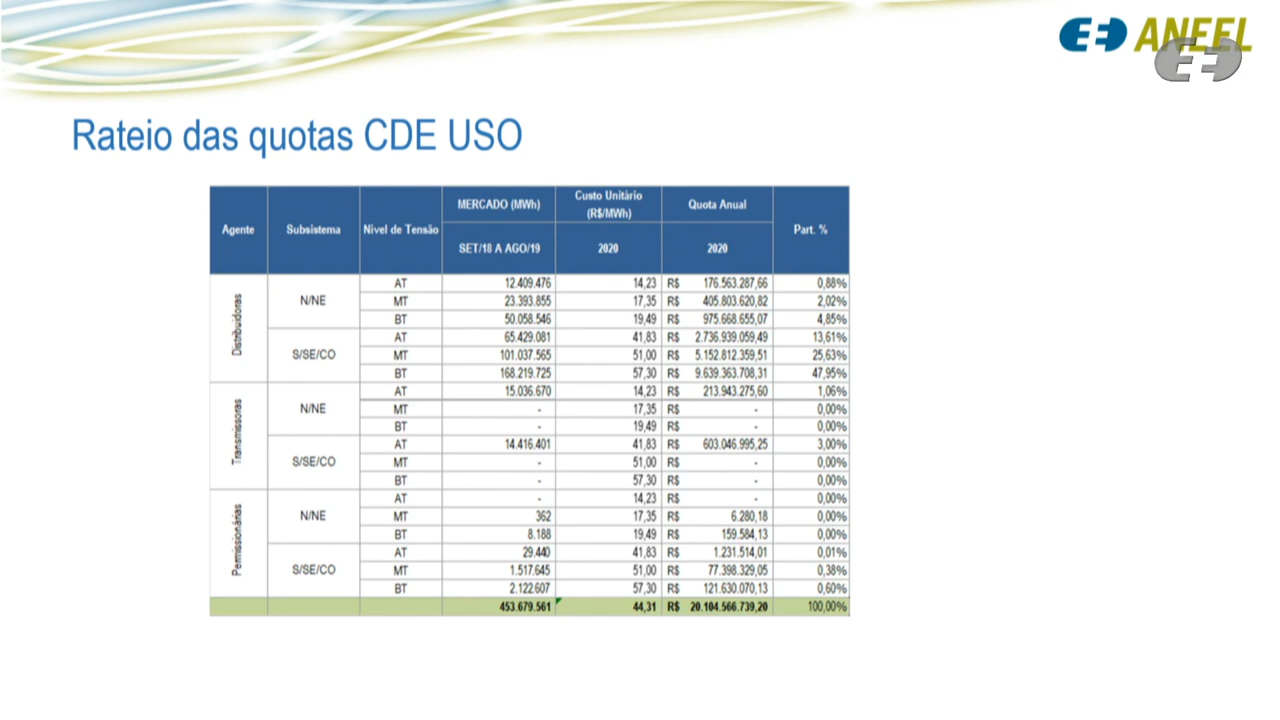 ANEEL
Rateio das quotas CDE USO
Agente Subsistema Nível de Tensão MERCADO (MWh) Custo Unitário (R$/MWh) Quota Anual Part. %
SET/18 A AGO/19 2020 2020
Distribuidoras N/NE AT 12.409.476 14,23 R$ 176.563.287,66 0,88%
MT 23.393.855 17,35 R$ 405.803.620,82 2,02%
BT 50.058.546 19,49 R$ 975.668.655,07 4,85%
S/SE/CO AT 65.429.081 41,83 R$ 2.736.939.059,49 13,61%
MT 101.037.565 51,00 R$ 5.152.812.359,51 25,63%
BT 168.219.725 57,30 R$ 9.639.363.708,31 47,95%
Transmissoras N/NE AT 15.036.670 14,23 R$ 213.943.275,60 1,06%
MT - 17,35 R$ - 0,00%
BT - 19,49 R$ - 0,00%
S/SE/CO AT 14.416.401 41,83 R$ 603.046.995,25 3,00%
MT - 51,00 R$ - 0,00%
BT - 57,30 R$ - 0,00%
Permissionárias N/NE AT - 14,23 R$ - 0,00%
MT 362 17,35 R$ 6.280,18 0,00%
BT 8.188 19,49 R$ 159.584,13 0,00%
S/SE/CO AT 29.440 41,83 R$ 1.231.514,01 0,01%
MT 1.517.645 51,00 R$ 77.398.329,05 0,38%
BT 2.122.607 57,30 R$ 121.630.070,13 0,60%
453.679.561 44,31 R$ 20.104.566.739,20 100,00%